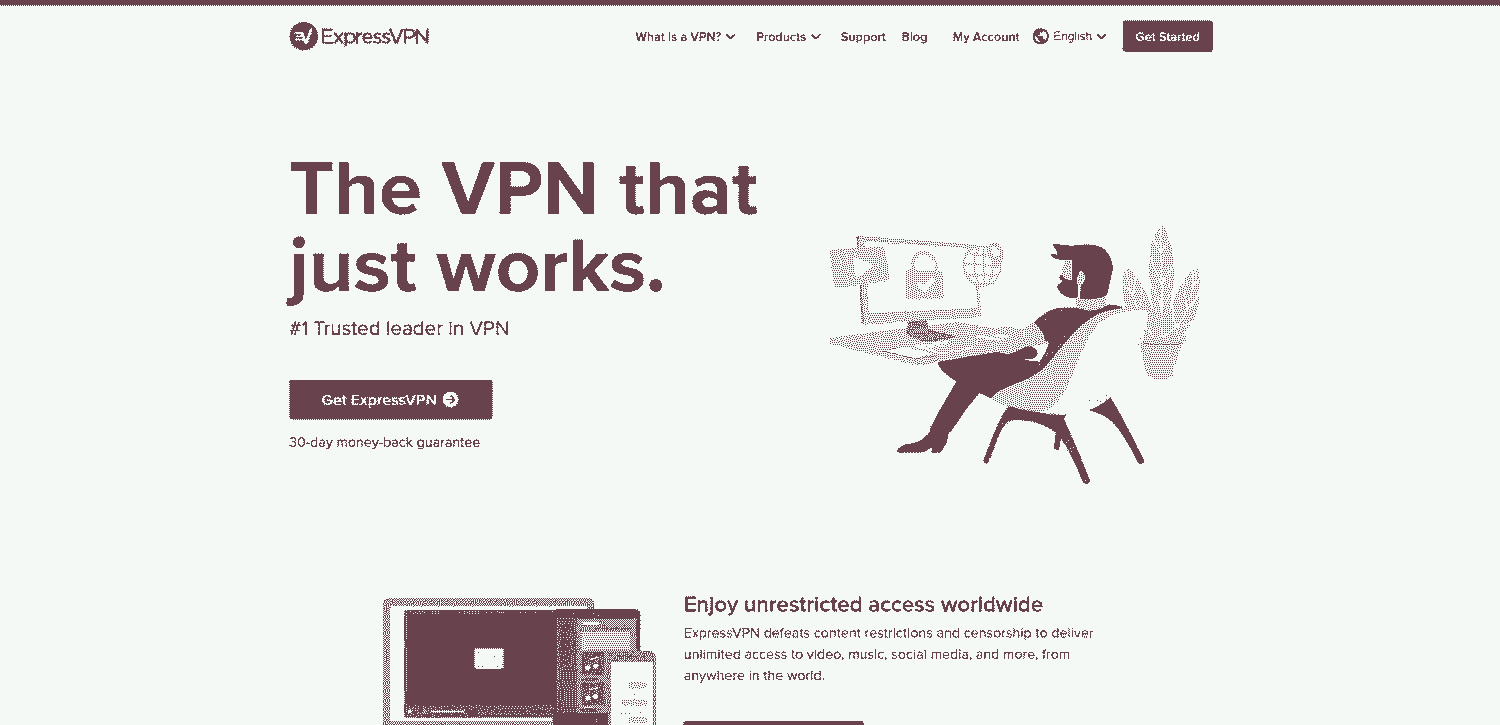 ExpressVPN
What Is a VPN? Products Support Blog My Account English Get Started
The VPN that
just works.
#1 Trusted leader in VPN
Get ExpressVPN
30-day money-back guarantee
Enjoy unrestricted access worldwide
ExpressVPN defeats content restrictions and censorship to deliver
unlimited access to video, music, social media, and more, from
anywhere in the world.